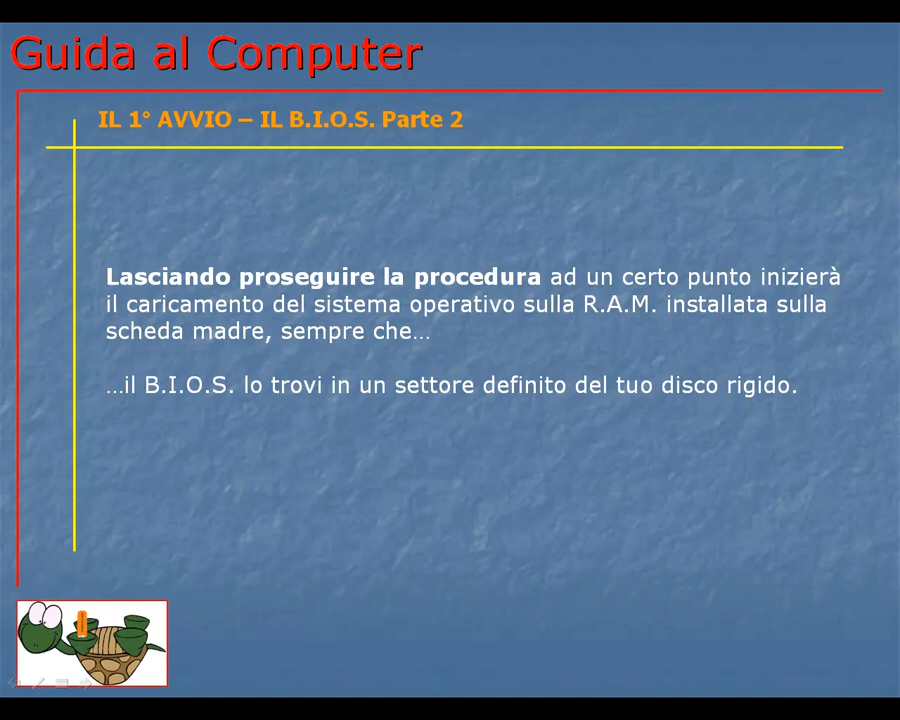 Guida al Computer
IL 1° AVVIO – IL B.I.O.S. Parte 2
Lasciando proseguire la procedura ad un certo punto inizierà
il caricamento del sistema operativo sulla R.A.M. installata sulla
scheda madre, sempre che…
…il B.I.O.S. lo trovi in un settore definito del tuo disco rigido.